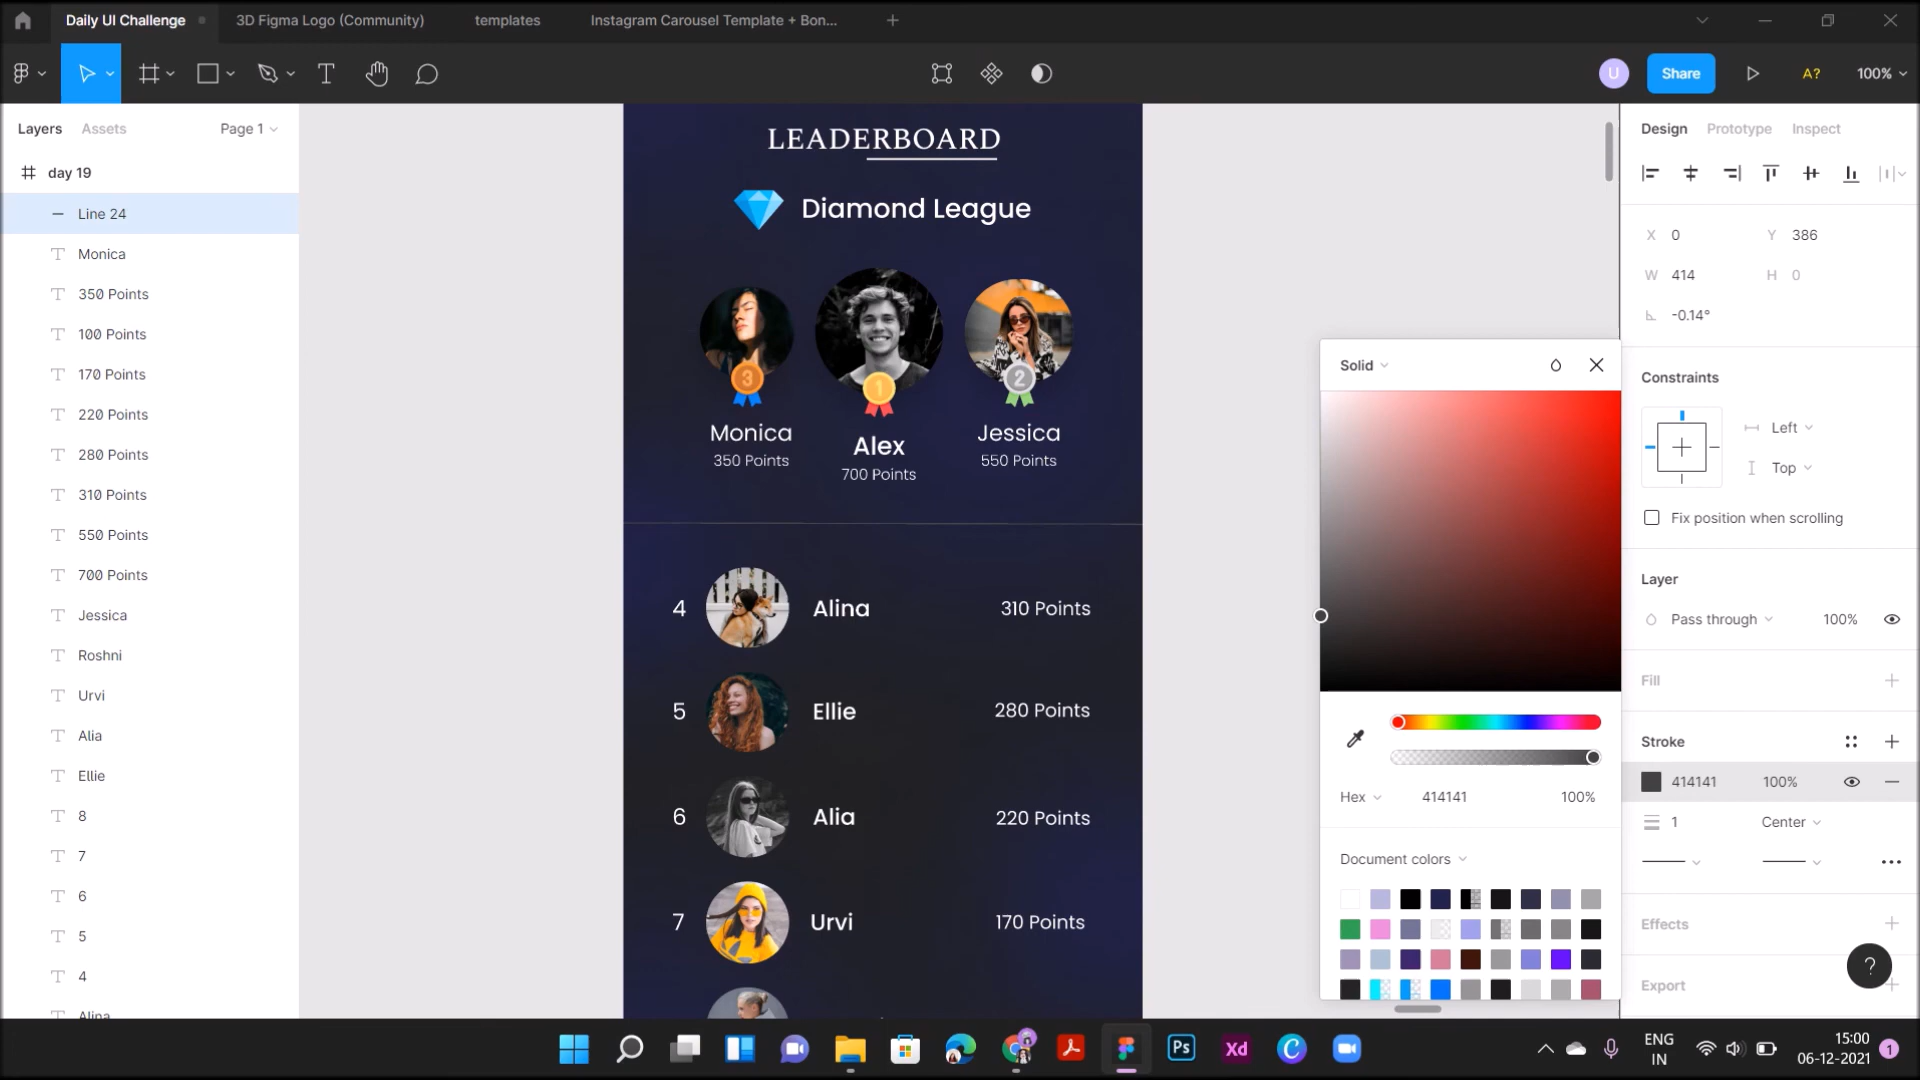 Daily UI Challenge
3D Figma Logo (Community)
templates
Instagram Carousel Template + Bon...
U
Share
A?
100%
Layers
Assets
Page 1
Design
Prototype
Inspect
day 19
Line 24
Monica
350 Points
100 Points
170 Points
220 Points
280 Points
310 Points
550 Points
700 Points
Jessica
Roshni
Urvi
Alia
Ellie
8
7
6
5
4
Alina
LEADERBOARD
Diamond League
3
1
2
Monica
350 Points
Alex
700 Points
Jessica
550 Points
4 Alina 310 Points
5 Ellie 280 Points
6 Alia 220 Points
7 Urvi 170 Points
Solid
Hex 414141 100%
Document colors
X 0 Y 386
W 414 H 0
-0.14°
Constraints
Left
Top
Fix position when scrolling
Layer
Pass through 100%
Fill
Stroke
414141 100%
1 Center
Effects
?
Export
Ps
Xd
C
ENG
IN
15:00
06-12-2021
1